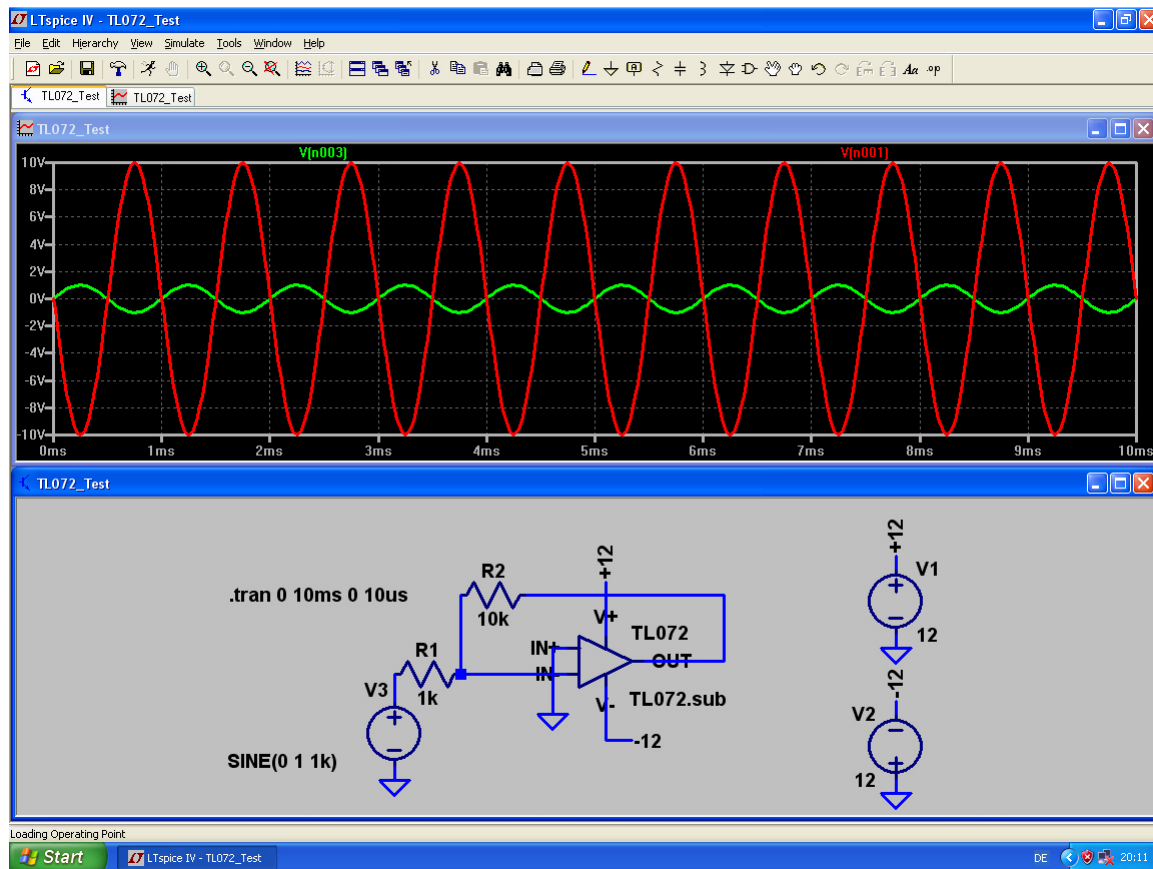 LTspice IV - TL072_Test
File Edit Hierarchy View Simulate Tools Window Help
Aa .op
TL072_Test TL072_Test
TL072_Test
V(n003) V(n001)
10V
8V
6V
4V
2V
0V
-2V
-4V
-6V
-8V
-10V
0ms 1ms 2ms 3ms 4ms 5ms 6ms 7ms 8ms 9ms 10ms
TL072_Test
.tran 0 10ms 0 10us
R2
10k
+12
V+
TL072
IN+
OUT
IN-
R1
1k
V-
TL072.sub
-12
V3
SINE(0 1 1k)
+12
V1
12
-12
V2
12
Loading Operating Point
Start LTspice IV - TL072_Test DE 20:11